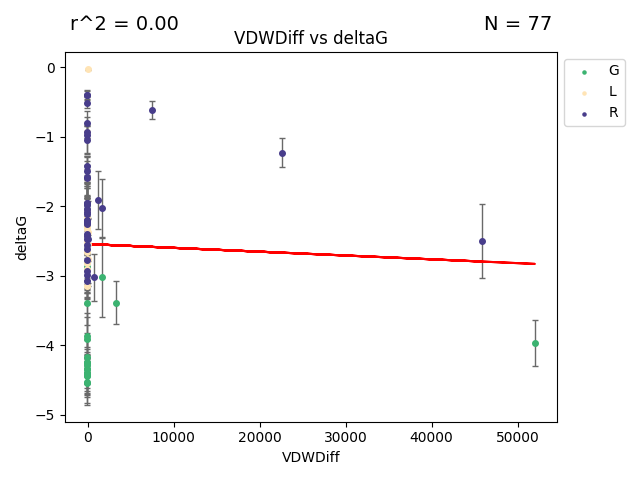 r^2 = 0.00
N = 77
VDWDiff vs deltaG
G
L
R
0
−1
−2
−3
−4
−5
deltaG
0
10000
20000
30000
40000
50000
VDWDiff